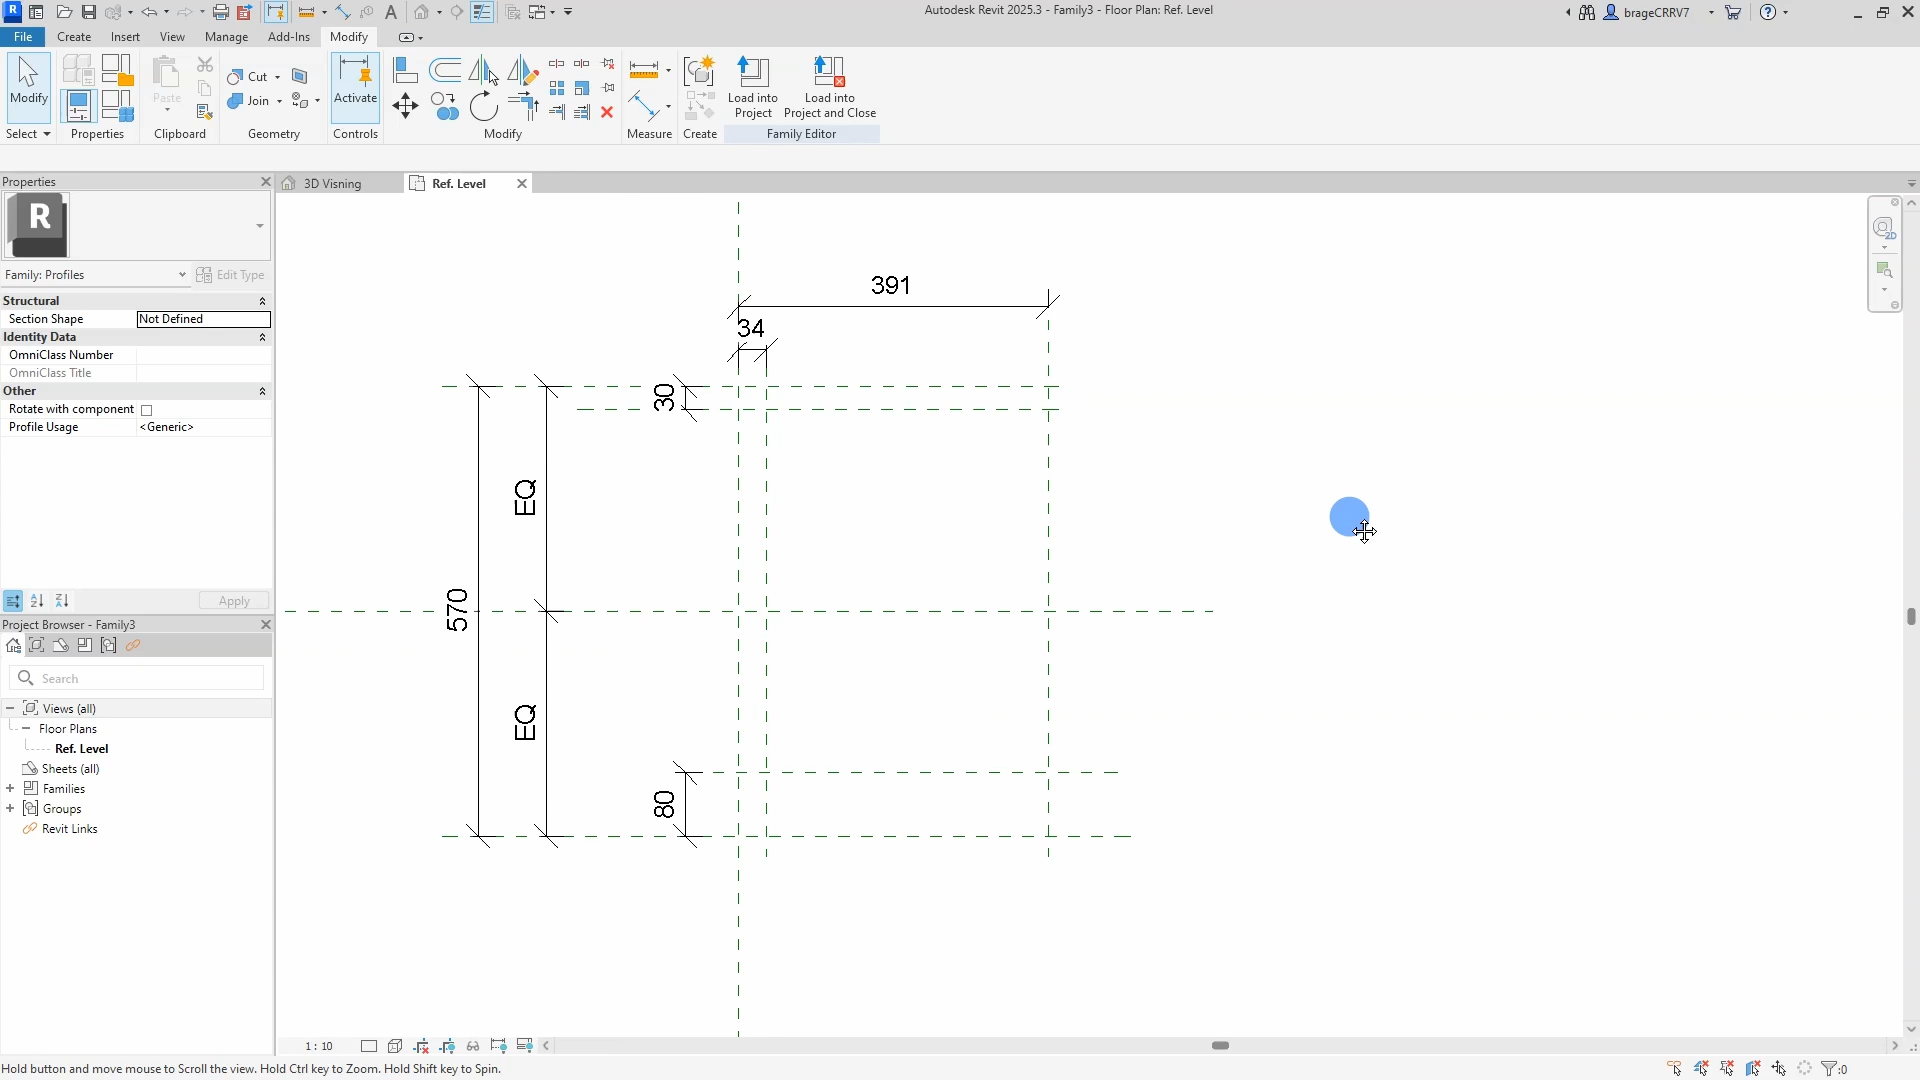 Autodesk Revit 2025.3 - Family3 - Floor Plan: Ref. Level
brageCRRV7
File
Create
Insert
View
Manage
Add-Ins
Modify
Modify
Paste
Cut
Join
Activate
Load into
Project
Load into
Project and Close
Select
Properties
Clipboard
Geometry
Controls
Modify
Measure
Create
Family Editor
Properties
3D Visning
Ref. Level
R
Family: Profiles
Edit Type
Structural
Section Shape
Not Defined
Identity Data
OmniClass Number
OmniClass Title
Other
Rotate with component
Profile Usage
<Generic>
Apply
Project Browser - Family3
Search
Views (all)
Floor Plans
Ref. Level
Sheets (all)
Families
Groups
Revit Links
391
34
30
EQ
570
EQ
80
1 : 10
Hold button and move mouse to Scroll the view. Hold Ctrl key to Zoom. Hold Shift key to Spin.
:0